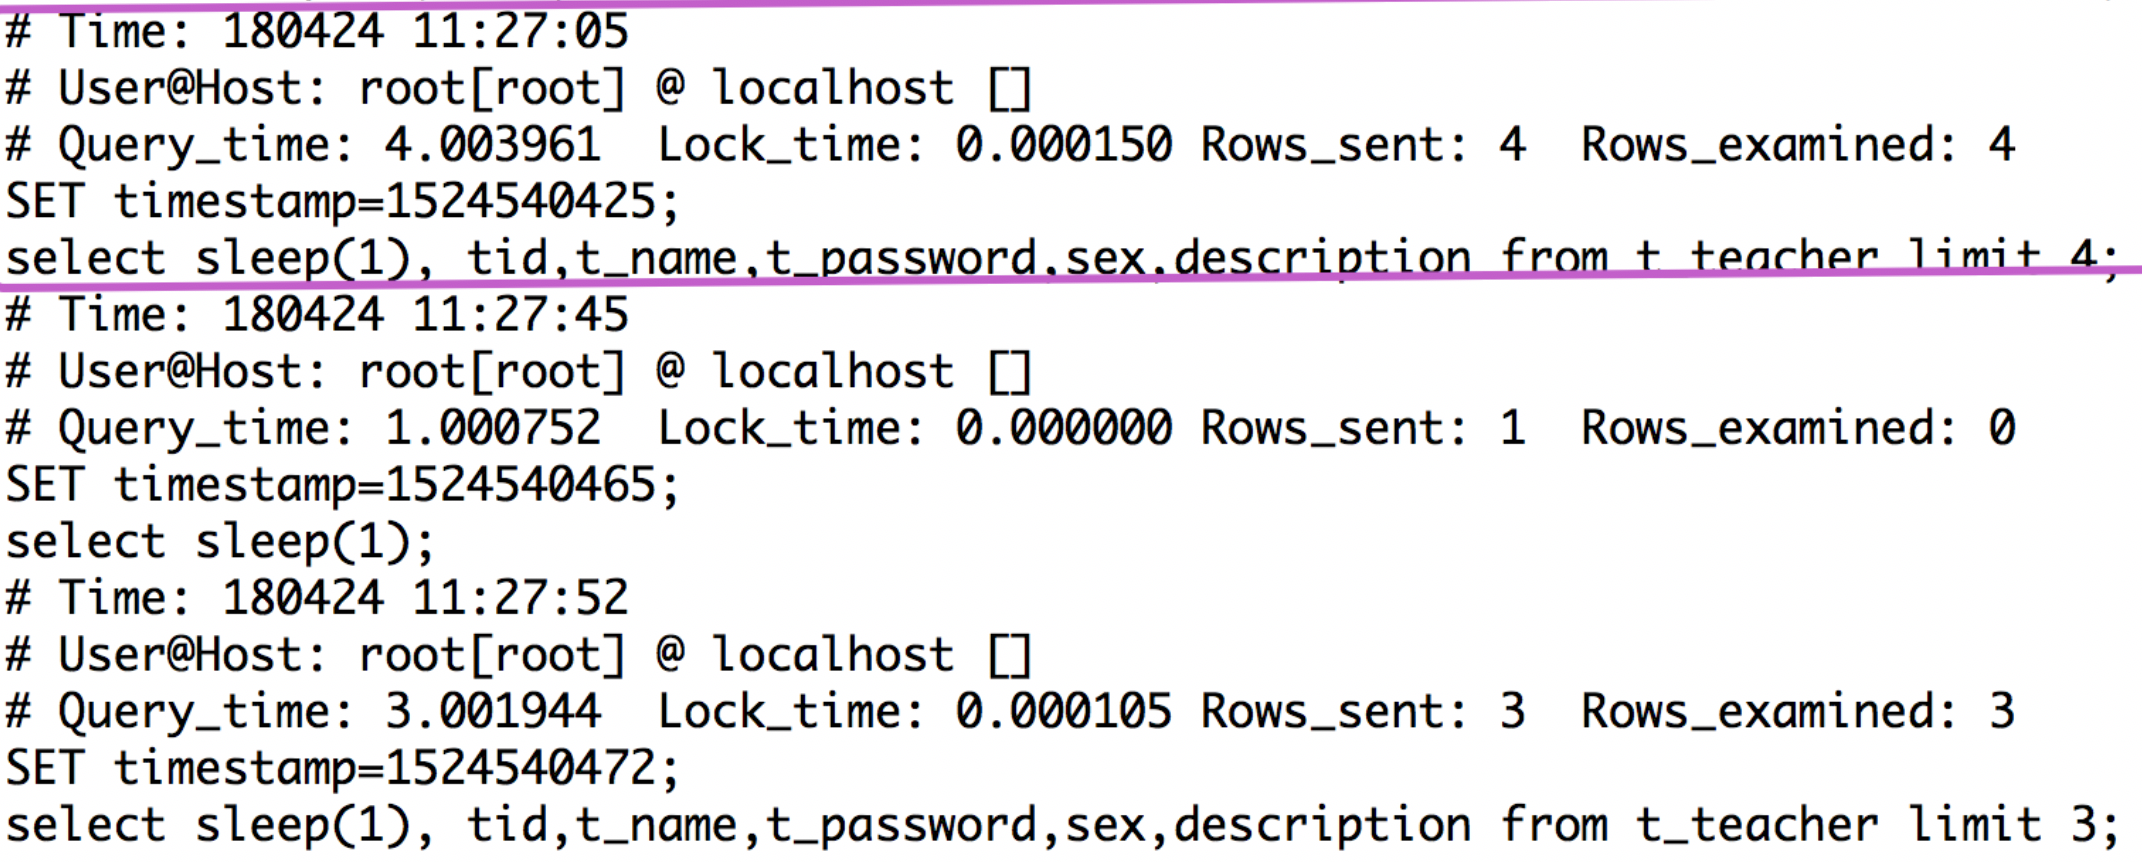 # Time: 180424 11:27:05
# User@Host: root[root] @ localhost []
# Query_time: 4.003961  Lock_time: 0.000150 Rows_sent: 4  Rows_examined: 4
SET timestamp=1524540425;
select sleep(1), tid,t_name,t_password,sex,description from t_teacher limit 4;
# Time: 180424 11:27:45
# User@Host: root[root] @ localhost []
# Query_time: 1.000752  Lock_time: 0.000000 Rows_sent: 1  Rows_examined: 0
SET timestamp=1524540465;
select sleep(1);
# Time: 180424 11:27:52
# User@Host: root[root] @ localhost []
# Query_time: 3.001944  Lock_time: 0.000105 Rows_sent: 3  Rows_examined: 3
SET timestamp=1524540472;
select sleep(1), tid,t_name,t_password,sex,description from t_teacher limit 3;